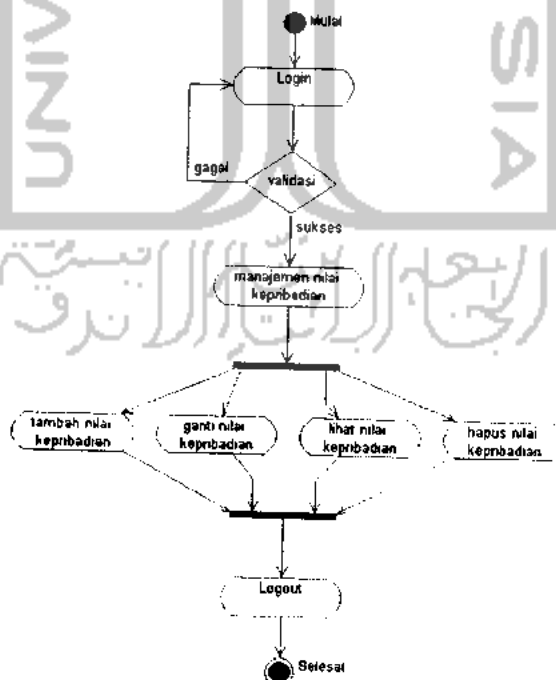 Mulai
Login
gagal
validasi
sukses
manajemen nilai
kepribadian
tambah nilai
kepribadian
ganti nilai
kepribadian
lihat nilai
kepribadian
hapus nilai
kepribadian
Logout
Selesai